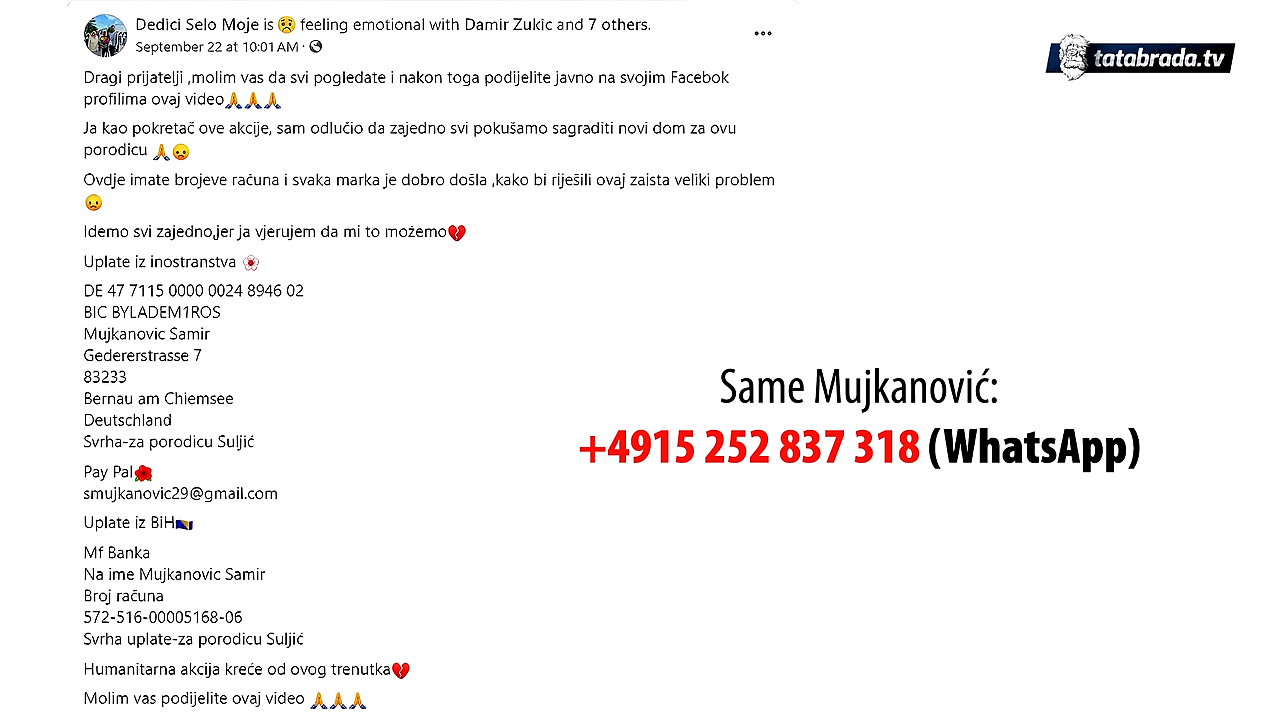 Dedici Selo Moje is 😢 feeling emotional with Damir Zukic and 7 others.
September 22 at 10:01 AM ·
tatabrada.tv
Dragi prijatelji ,molim vas da svi pogledate i nakon toga podijelite javno na svojim Facebok
profilima ovaj video🙏🙏🙏
Ja kao pokretač ove akcije, sam odlučio da zajedno svi pokušamo sagraditi novi dom za ovu
porodicu 🙏😞
Ovdje imate brojeve računa i svaka marka je dobro došla ,kako bi riješili ovaj zaista veliki problem
😞
Idemo svi zajedno,jer ja vjerujem da mi to možemo💔
Uplate iz inostranstva 🌸
DE 47 7115 0000 0024 8946 02
BIC BYLADEM1ROS
Mujkanovic Samir
Gedererstrasse 7
83233
Bernau am Chiemsee
Deutschland
Svrha-za porodicu Suljić
Pay Pal🌺
smujkanovic29@gmail.com
Uplate iz BiH🇧🇦
Mf Banka
Na ime Mujkanovic Samir
Broj računa
572-516-00005168-06
Svrha uplate-za porodicu Suljić
Humanitarna akcija kreće od ovog trenutka💔
Molim vas podijelite ovaj video 🙏🙏🙏
Same Mujkanović:
+4915 252 837 318 (WhatsApp)